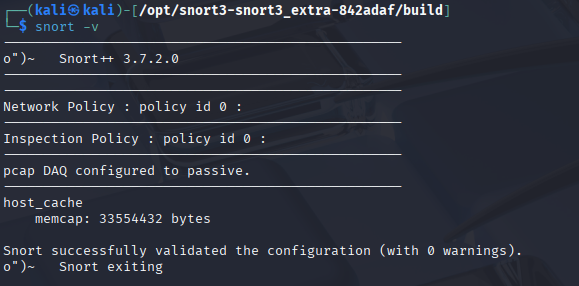 ┌──(kali㉿kali)-[/opt/snort3-snort3_extra-842adaf/build]
└─$ snort -v
--------------------------------------------------
o")~   Snort++ 3.7.2.0
--------------------------------------------------
--------------------------------------------------
Network Policy : policy id 0 :
--------------------------------------------------
Inspection Policy : policy id 0 :
--------------------------------------------------
pcap DAQ configured to passive.
--------------------------------------------------
host_cache
    memcap: 33554432 bytes

Snort successfully validated the configuration (with 0 warnings).
o")~   Snort exiting